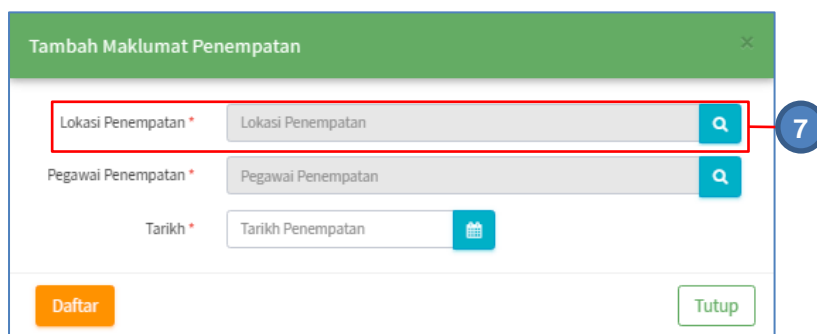 Tambah Maklumat Penempatan ×
Lokasi Penempatan * Lokasi Penempatan
7
Pegawai Penempatan * Pegawai Penempatan
Tarikh * Tarikh Penempatan
Daftar Tutup